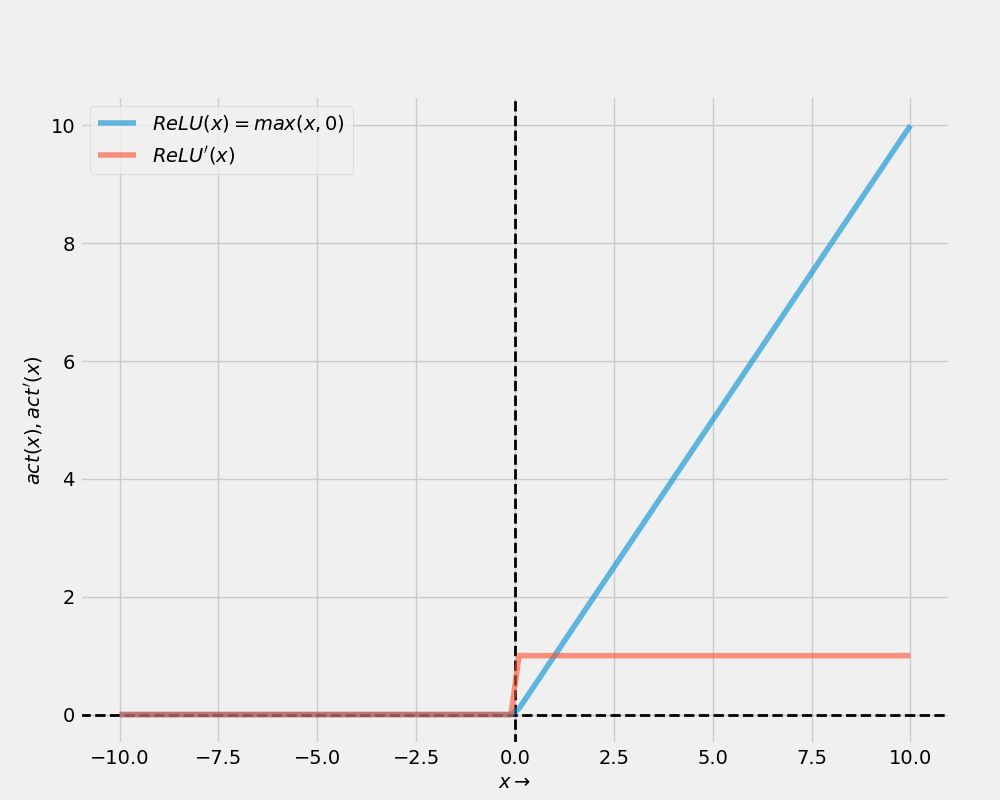 ReLU(x) = max(x, 0)
ReLU′(x)
10
8
6
4
2
0
act(x), act′(x)
−10.0 −7.5 −5.0 −2.5 0.0 2.5 5.0 7.5 10.0
x →